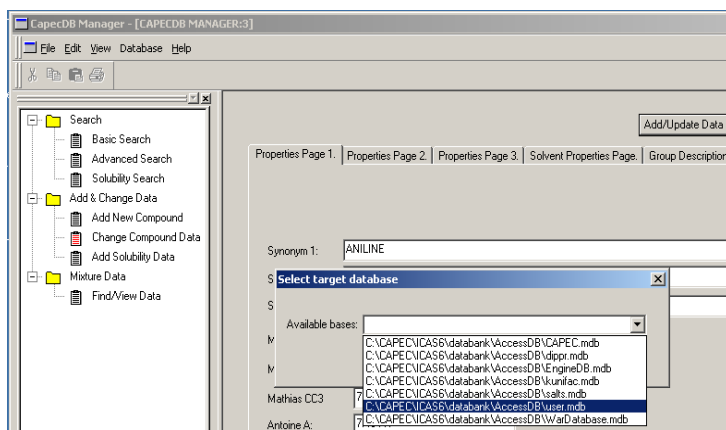 CapecDB Manager - [CAPECDB MANAGER:3]
File Edit View Database Help
Search
Basic Search
Advanced Search
Solubility Search
Add & Change Data
Add New Compound
Change Compound Data
Add Solubility Data
Mixture Data
Find/View Data
Add/Update Data
Properties Page 1. Properties Page 2. Properties Page 3. Solvent Properties Page. Group Description
Synonym 1: ANILINE
S
S
M
M
Mathias CC3 7
Antoine A: 7
Select target database
Available bases:
C:\CAPEC\ICAS6\databank\AccessDB\CAPEC.mdb
C:\CAPEC\ICAS6\databank\AccessDB\dippr.mdb
C:\CAPEC\ICAS6\databank\AccessDB\EngineDB.mdb
C:\CAPEC\ICAS6\databank\AccessDB\kunifac.mdb
C:\CAPEC\ICAS6\databank\AccessDB\salts.mdb
C:\CAPEC\ICAS6\databank\AccessDB\user.mdb
C:\CAPEC\ICAS6\databank\AccessDB\WarDatabase.mdb